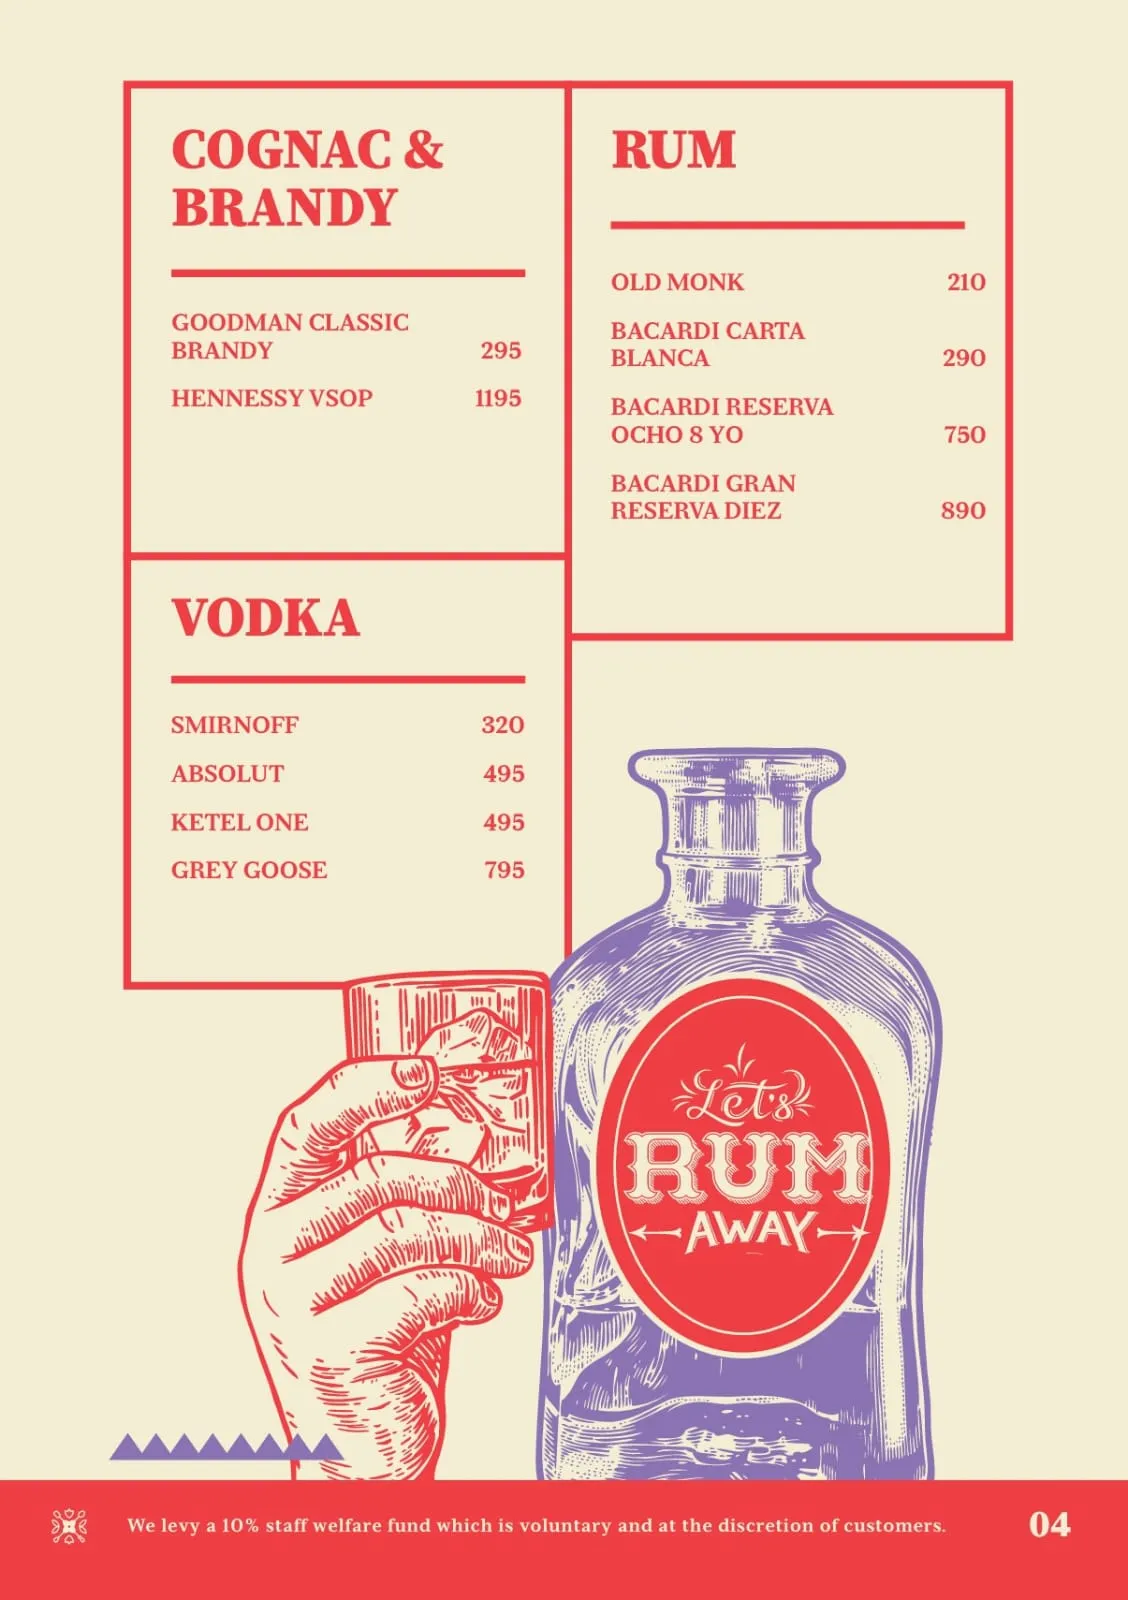 COGNAC &
BRANDY
GOODMAN CLASSIC
BRANDY 295
HENNESSY VSOP 1195
RUM
OLD MONK 210
BACARDI CARTA
BLANCA 290
BACARDI RESERVA
OCHO 8 YO 750
BACARDI GRAN
RESERVA DIEZ 890
VODKA
SMIRNOFF 320
ABSOLUT 495
KETEL ONE 495
GREY GOOSE 795
Let's
RUM
AWAY
We levy a 10% staff welfare fund which is voluntary and at the discretion of customers.
04